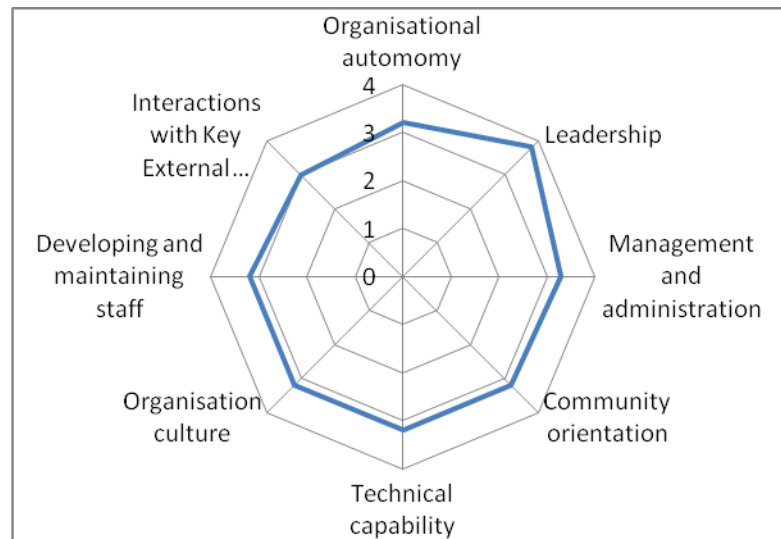 Organisational
automomy
Leadership
Management
and
administration
Community
orientation
Technical
capability
Organisation
culture
Developing and
maintaining
staff
Interactions
with Key
External ...
4
3
2
1
0